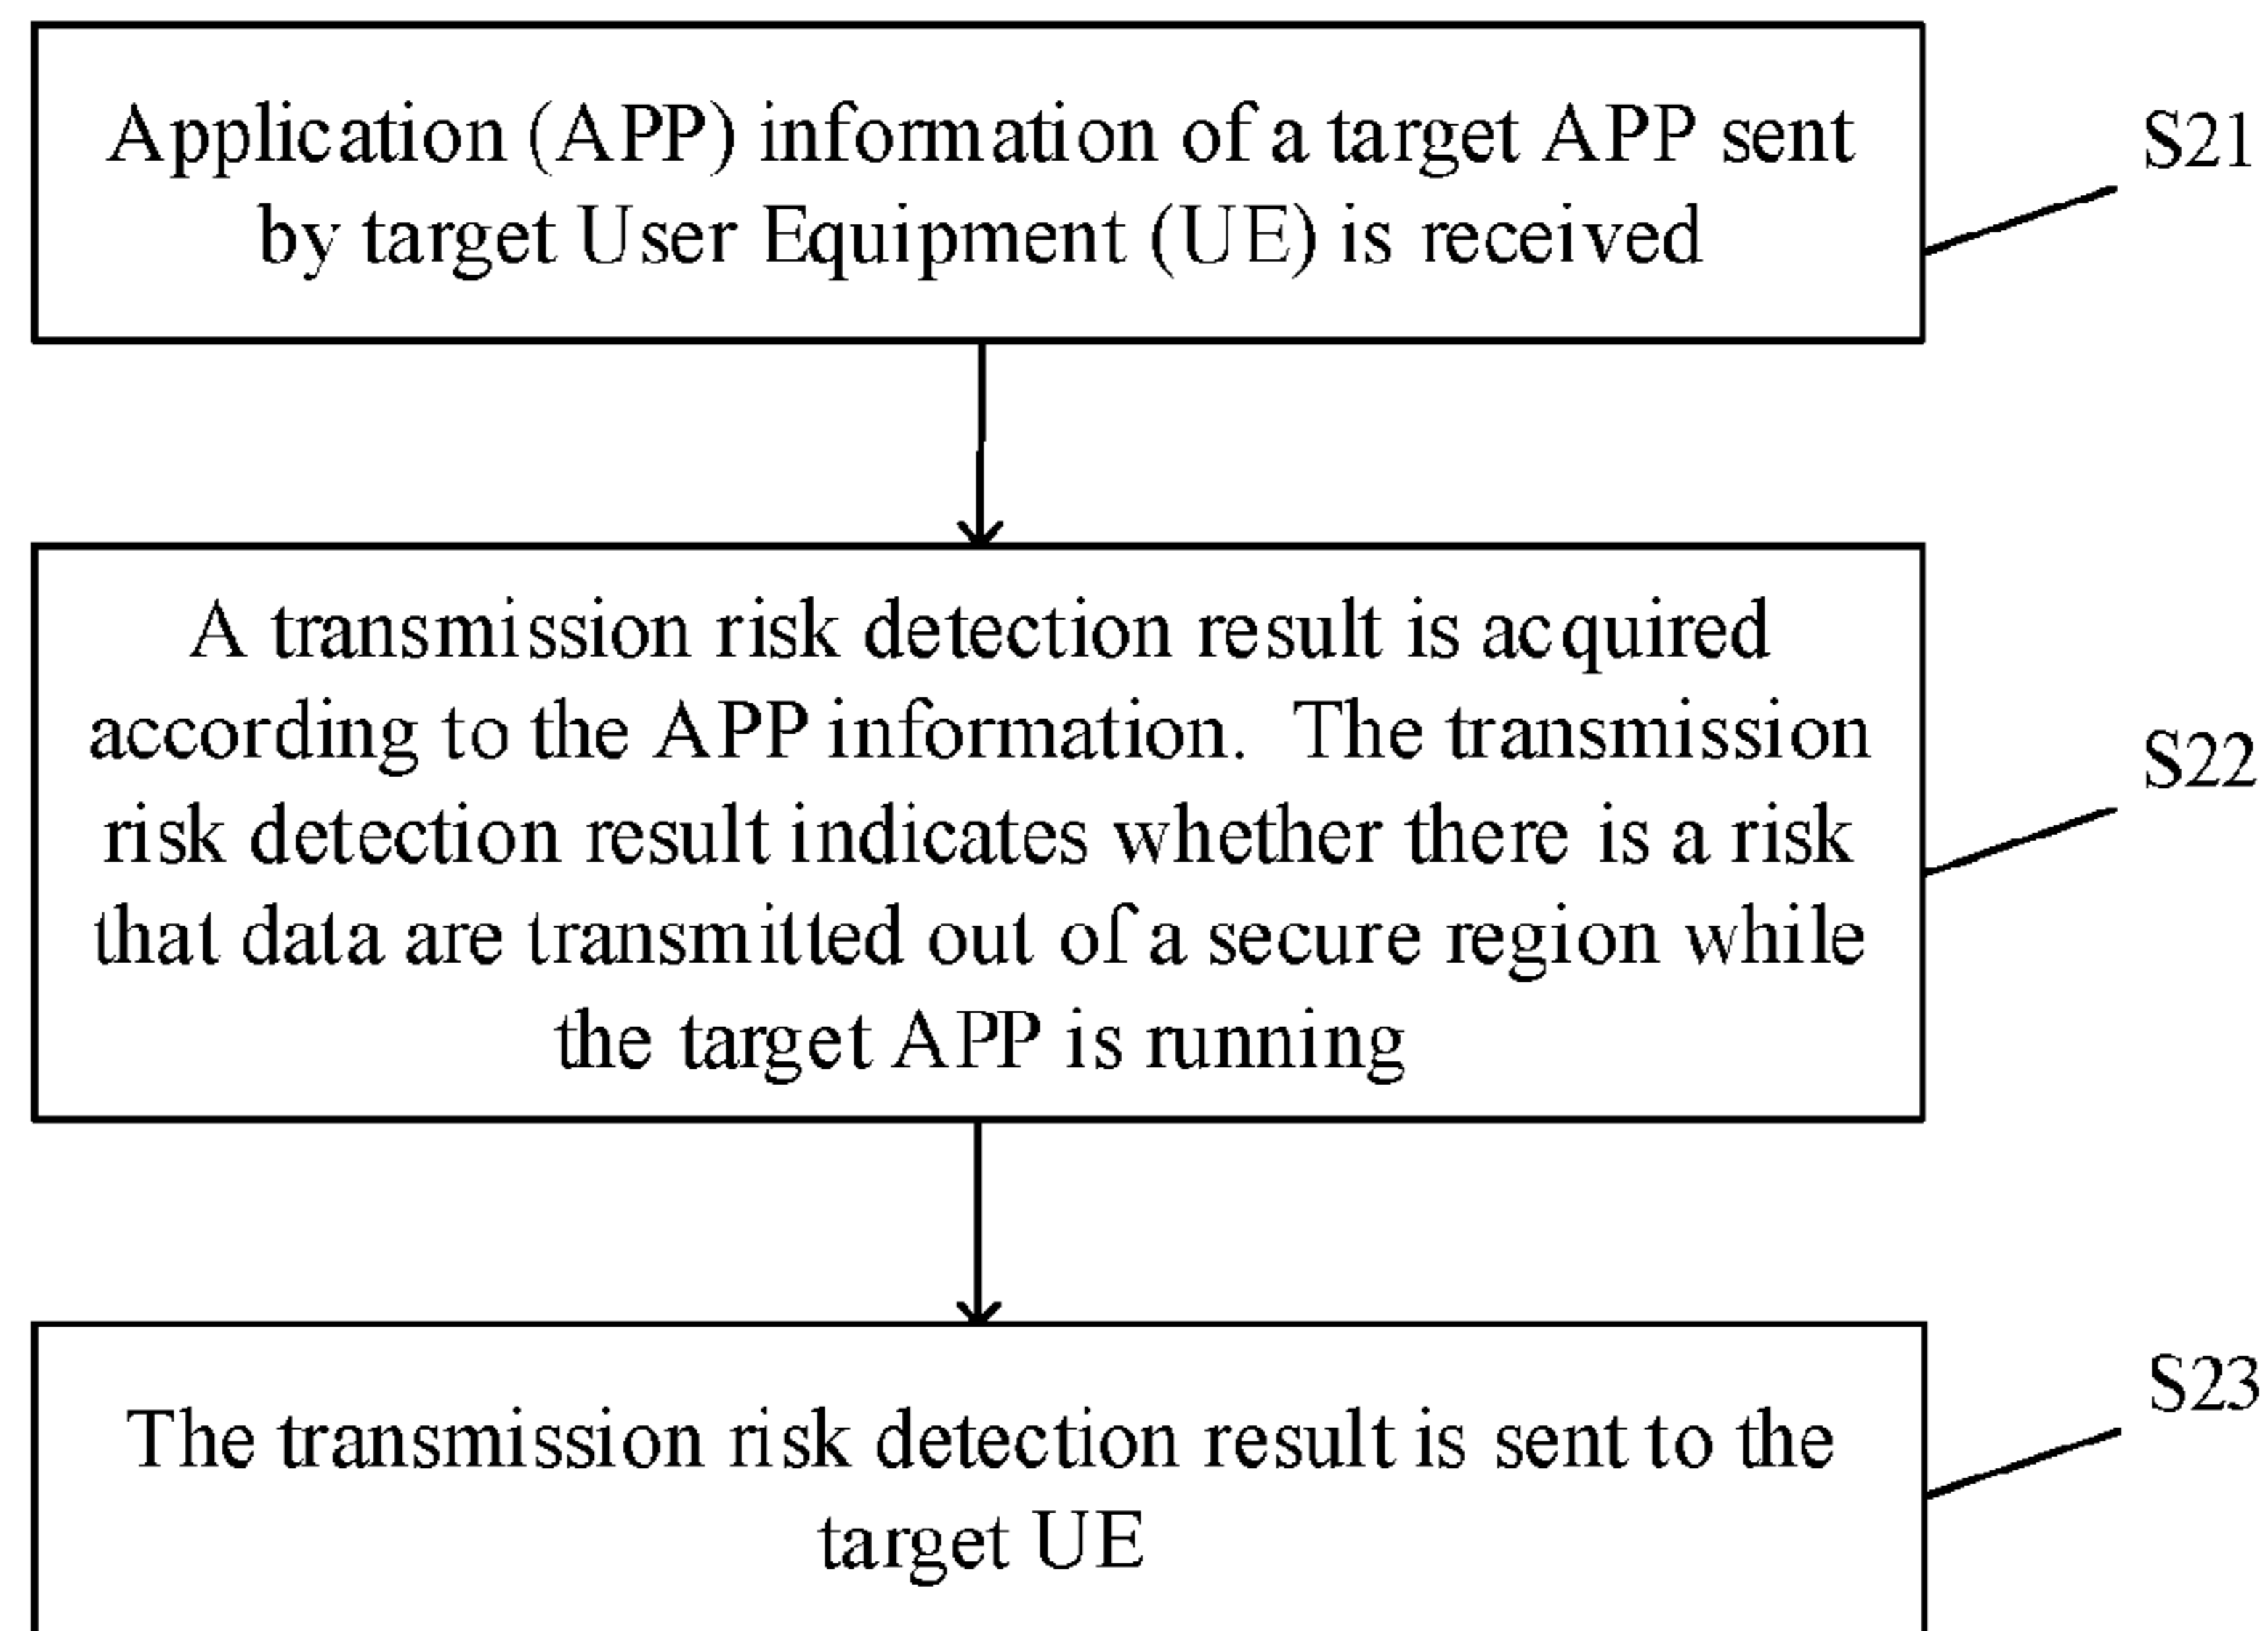 Application (APP) information of a target APP sent
by target User Equipment (UE) is received
S21
A transmission risk detection result is acquired
according to the APP information. The transmission
risk detection result indicates whether there is a risk
that data are transmitted out of a secure region while
the target APP is running
S22
The transmission risk detection result is sent to the
target UE
S23